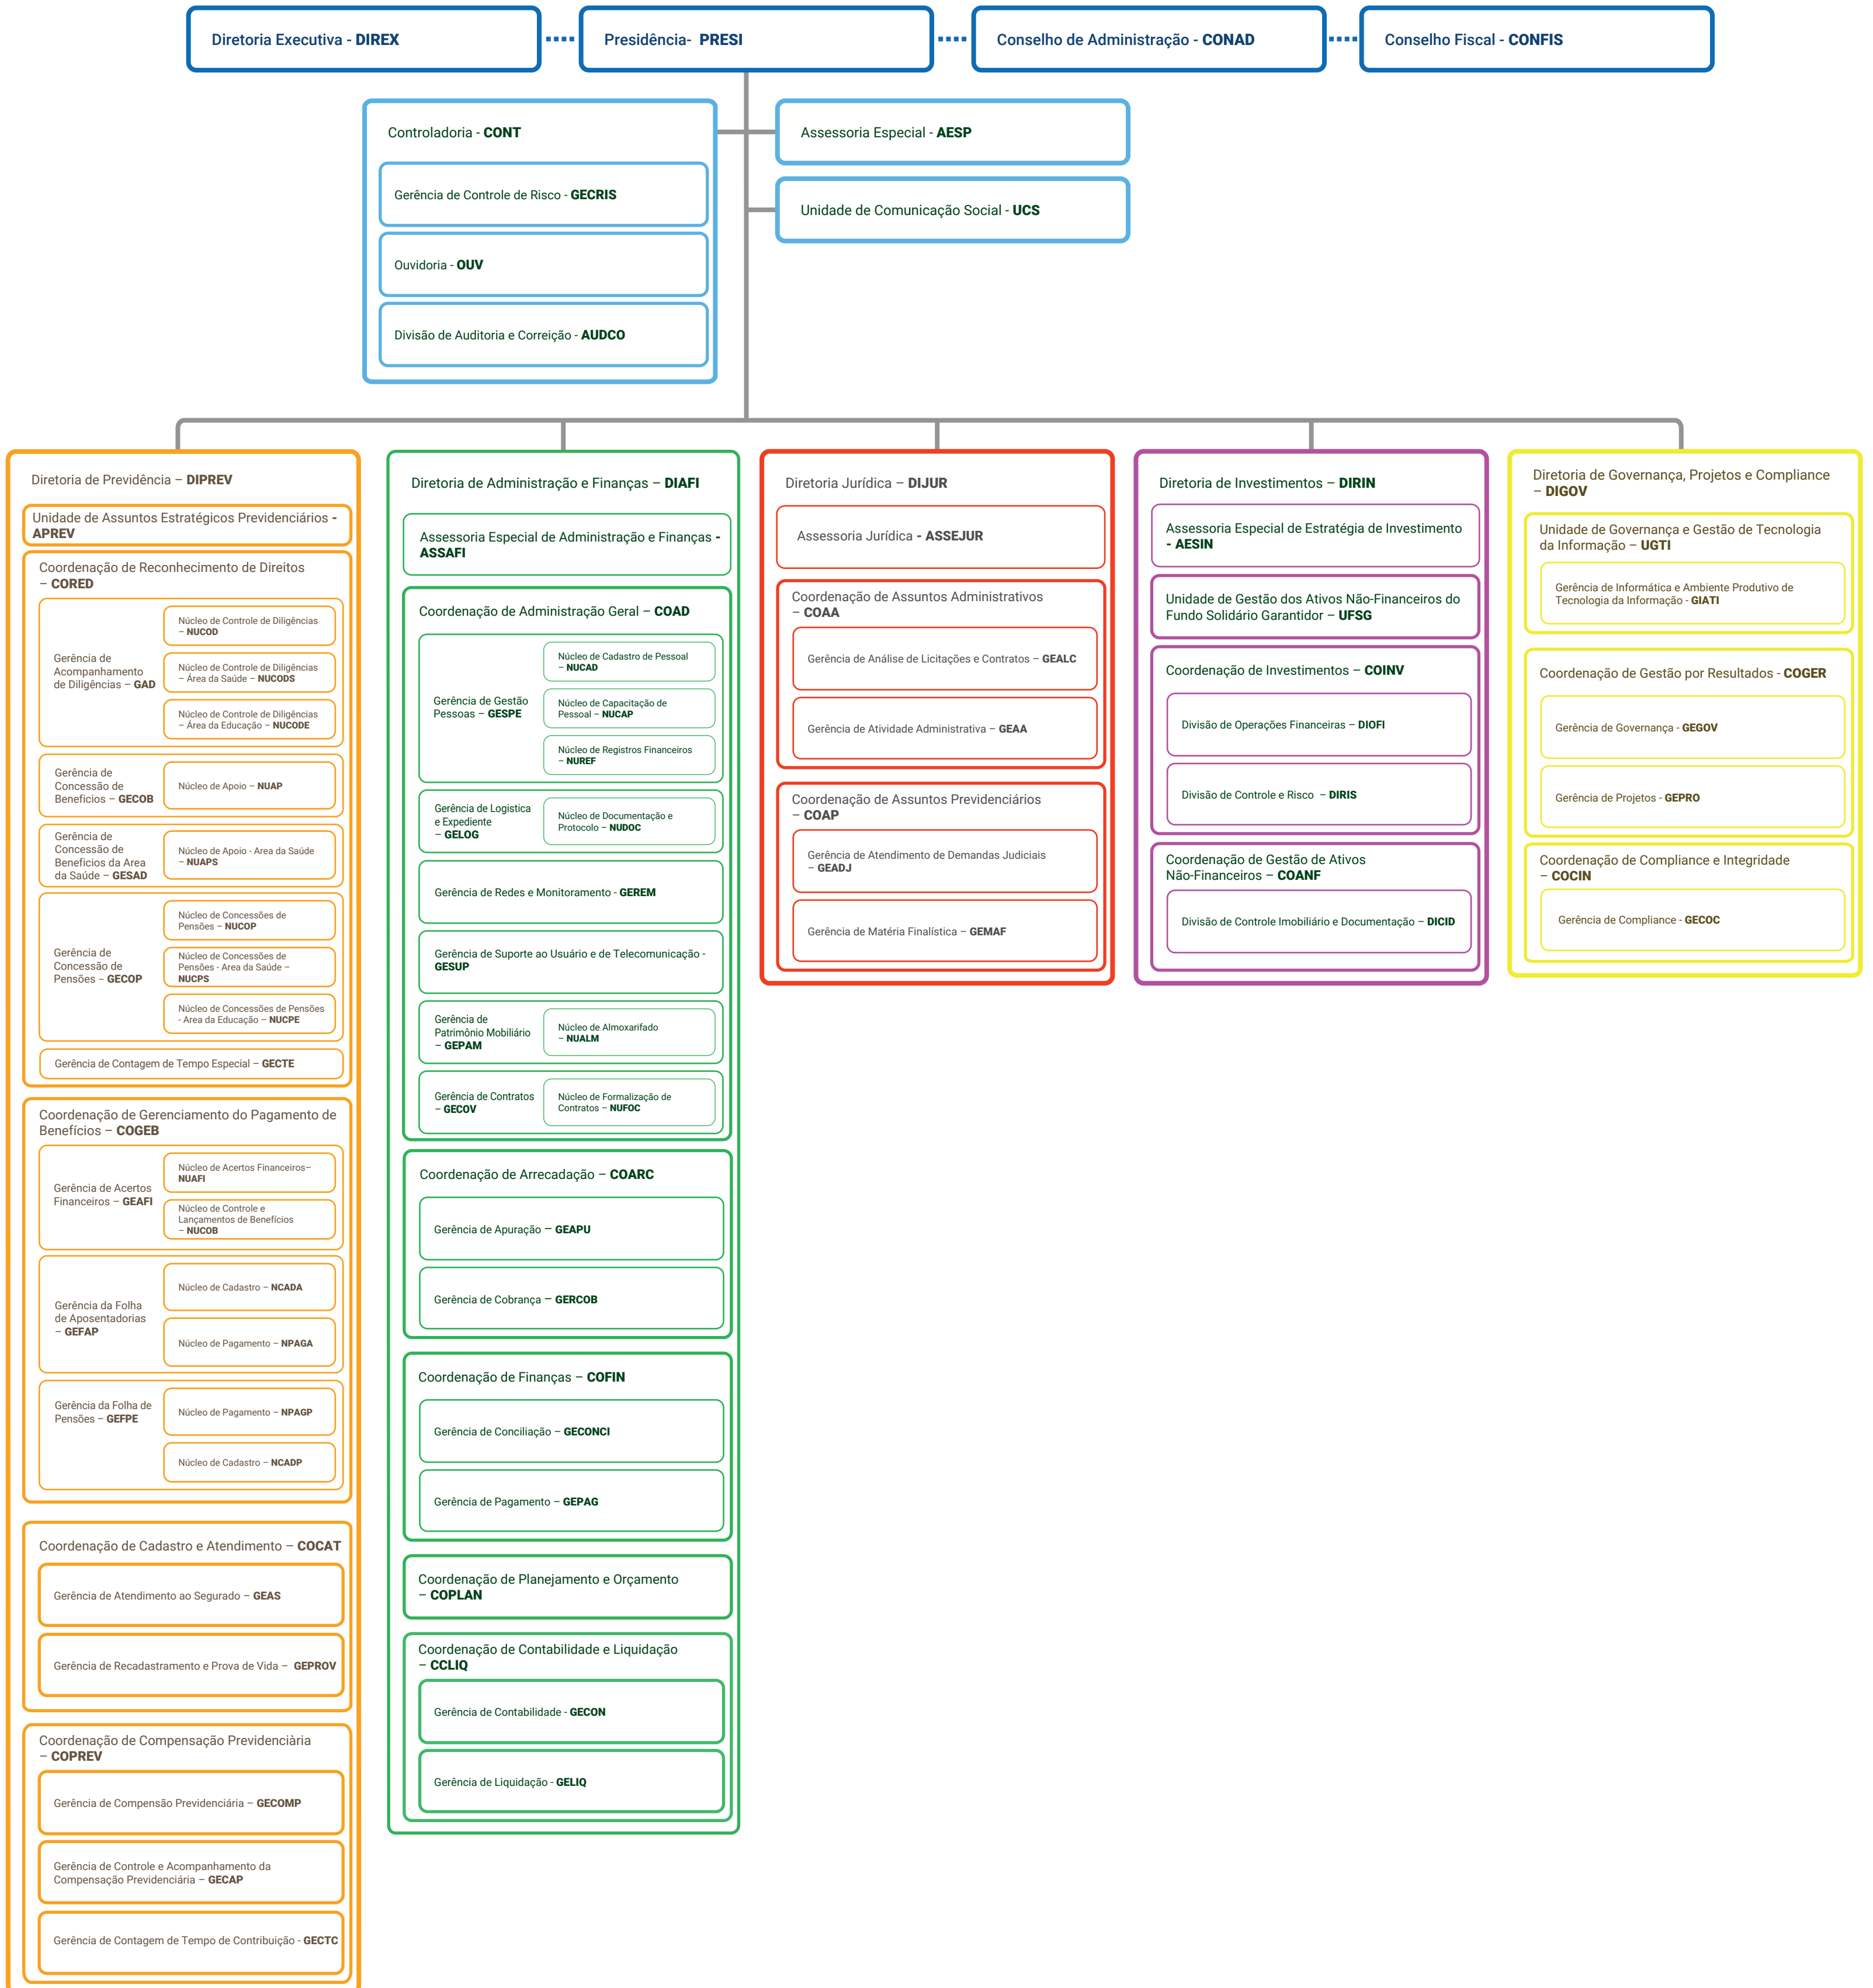 Diretoria Executiva - DIREX
Presidência- PRESI
Conselho de Administração - CONAD
Conselho Fiscal - CONFIS
Controladoria - CONT
Gerência de Controle de Risco - GECRIS
Ouvidoria - OUV
Divisão de Auditoria e Correição - AUDCO
Assessoria Especial - AESP
Unidade de Comunicação Social - UCS
Diretoria de Previdência – DIPREV
Unidade de Assuntos Estratégicos Previdenciários -
APREV
Coordenação de Reconhecimento de Direitos
– CORED
Gerência de
Acompanhamento
de Diligências – GAD
Núcleo de Controle de Diligências
– NUCOD
Núcleo de Controle de Diligências
– Área da Saúde – NUCODS
Núcleo de Controle de Diligências
– Área da Educação – NUCODE
Gerência de
Concessão de
Beneficios – GECOB
Núcleo de Apoio – NUAP
Gerência de
Concessão de
Beneficios da Area
da Saúde – GESAD
Núcleo de Apoio - Area da Saúde
– NUAPS
Gerência de
Concessão de
Pensões – GECOP
Núcleo de Concessões de
Pensões – NUCOP
Núcleo de Concessões de
Pensões - Area da Saúde –
NUCPS
Núcleo de Concessões de Pensões
- Area da Educação – NUCPE
Gerência de Contagem de Tempo Especial – GECTE
Coordenação de Gerenciamento do Pagamento de
Benefícios – COGEB
Gerência de Acertos
Financeiros – GEAFI
Núcleo de Acertos Financeiros–
NUAFI
Núcleo de Controle e
Lançamentos de Benefícios
– NUCOB
Gerência da Folha
de Aposentadorias
– GEFAP
Núcleo de Cadastro – NCADA
Núcleo de Pagamento – NPAGA
Gerência da Folha de
Pensões – GEFPE
Núcleo de Pagamento – NPAGP
Núcleo de Cadastro – NCADP
Coordenação de Cadastro e Atendimento – COCAT
Gerência de Atendimento ao Segurado – GEAS
Gerência de Recadastramento e Prova de Vida – GEPROV
Coordenação de Compensação Previdenciària
– COPREV
Gerência de Compensão Previdenciária – GECOMP
Gerência de Controle e Acompanhamento da
Compensação Previdenciária – GECAP
Gerência de Contagem de Tempo de Contribuição - GECTC
Diretoria de Administração e Finanças – DIAFI
Assessoria Especial de Administração e Finanças -
ASSAFI
Coordenação de Administração Geral – COAD
Gerência de Gestão
Pessoas – GESPE
Núcleo de Cadastro de Pessoal
– NUCAD
Núcleo de Capacitação de
Pessoal – NUCAP
Núcleo de Registros Financeiros
– NUREF
Gerência de Logistica
e Expediente
– GELOG
Núcleo de Documentação e
Protocolo – NUDOC
Gerência de Redes e Monitoramento - GEREM
Gerência de Suporte ao Usuário e de Telecomunicação -
GESUP
Gerência de
Patrimônio Mobiliário
– GEPAM
Núcleo de Almoxarifado
– NUALM
Gerência de Contratos
– GECOV
Núcleo de Formalização de
Contratos – NUFOC
Coordenação de Arrecadação – COARC
Gerência de Apuração – GEAPU
Gerência de Cobrança – GERCOB
Coordenação de Finanças – COFIN
Gerência de Conciliação – GECONCI
Gerência de Pagamento – GEPAG
Coordenação de Planejamento e Orçamento
– COPLAN
Coordenação de Contabilidade e Liquidação
– CCLIQ
Gerência de Contabilidade - GECON
Gerência de Liquidação - GELIQ
Diretoria Jurídica – DIJUR
Assessoria Jurídica - ASSEJUR
Coordenação de Assuntos Administrativos
– COAA
Gerência de Análise de Licitações e Contratos – GEALC
Gerência de Atividade Administrativa – GEAA
Coordenação de Assuntos Previdenciários
– COAP
Gerência de Atendimento de Demandas Judiciais
– GEADJ
Gerência de Matéria Finalística – GEMAF
Diretoria de Investimentos – DIRIN
Assessoria Especial de Estratégia de Investimento
- AESIN
Unidade de Gestão dos Ativos Não-Financeiros do
Fundo Solidário Garantidor – UFSG
Coordenação de Investimentos – COINV
Divisão de Operações Financeiras – DIOFI
Divisão de Controle e Risco – DIRIS
Coordenação de Gestão de Ativos
Não-Financeiros – COANF
Divisão de Controle Imobiliário e Documentação – DICID
Diretoria de Governança, Projetos e Compliance
– DIGOV
Unidade de Governança e Gestão de Tecnologia
da Informação – UGTI
Gerência de Informática e Ambiente Produtivo de
Tecnologia da Informação - GIATI
Coordenação de Gestão por Resultados - COGER
Gerência de Governança - GEGOV
Gerência de Projetos - GEPRO
Coordenação de Compliance e Integridade
– COCIN
Gerência de Compliance - GECOC